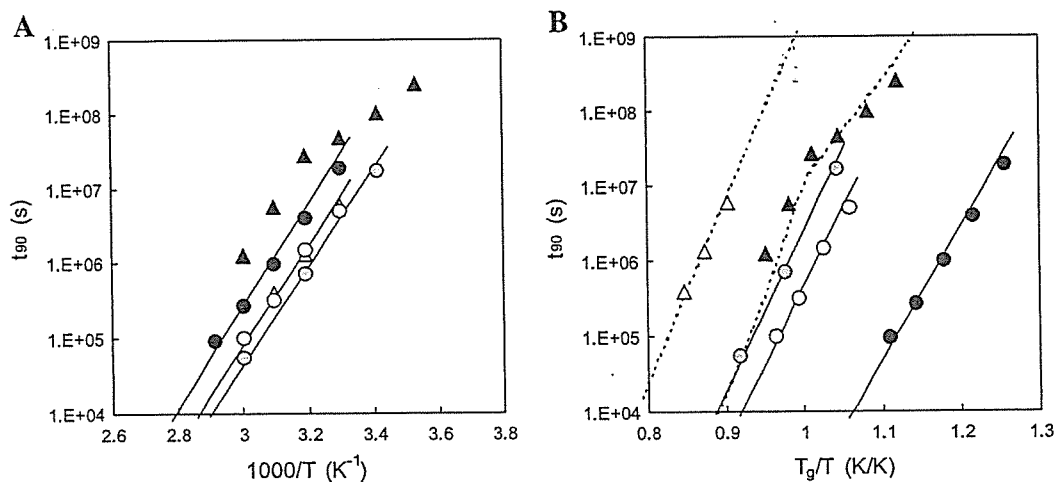 A
B
t90 (s)
1.E+09
1.E+08
1.E+07
1.E+06
1.E+05
1.E+04
2.6 2.8 3 3.2 3.4 3.6 3.8
1000/T (K-1)
t90 (s)
1.E+09
1.E+08
1.E+07
1.E+06
1.E+05
1.E+04
0.8 0.9 1 1.1 1.2 1.3
Tg/T (K/K)